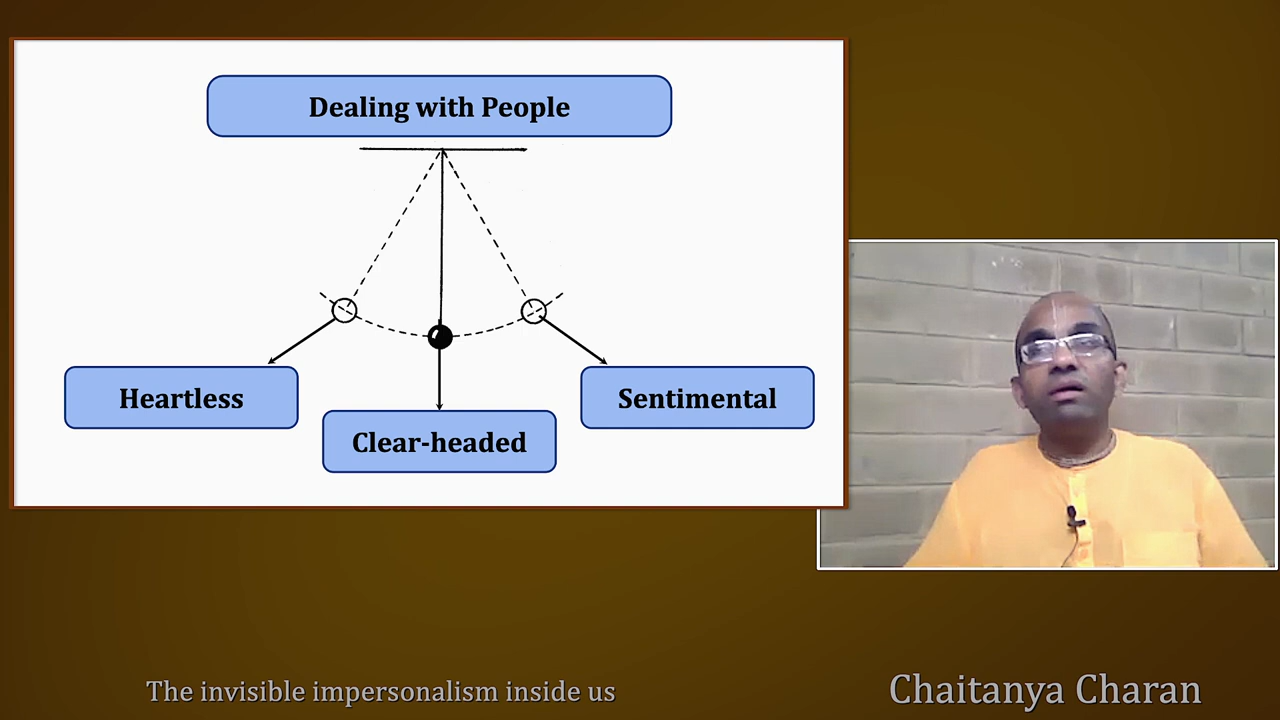 Dealing with People
Heartless
Clear-headed
Sentimental
The invisible impersonalism inside us
Chaitanya Charan